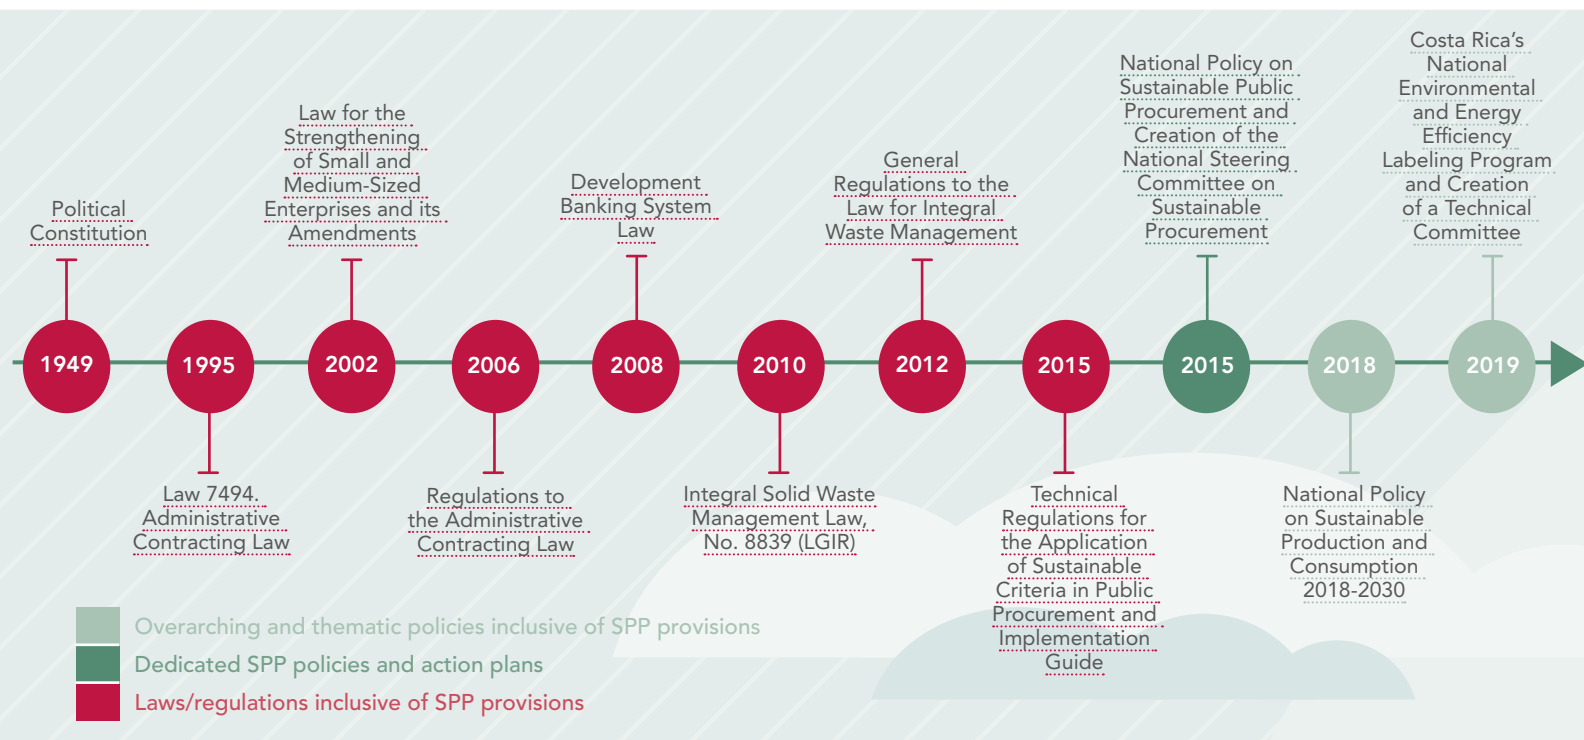 Political
Constitution
Law for the
Strengthening
of Small and
Medium-Sized
Enterprises and its
Amendments
Development
Banking System
Law
General
Regulations to the
Law for Integral
Waste Management
National Policy on
Sustainable Public
Procurement and
Creation of the
National Steering
Committee on
Sustainable
Procurement
Costa Rica’s
National
Environmental
and Energy
Efficiency
Labeling Program
and Creation
of a Technical
Committee
1949
1995
2002
2006
2008
2010
2012
2015
2015
2018
2019
Law 7494.
Administrative
Contracting Law
Regulations to
the Administrative
Contracting Law
Integral Solid Waste
Management Law,
No. 8839 (LGIR)
Technical
Regulations for
the Application
of Sustainable
Criteria in Public
Procurement and
Implementation
Guide
National Policy
on Sustainable
Production and
Consumption
2018-2030
Overarching and thematic policies inclusive of SPP provisions
Dedicated SPP policies and action plans
Laws/regulations inclusive of SPP provisions